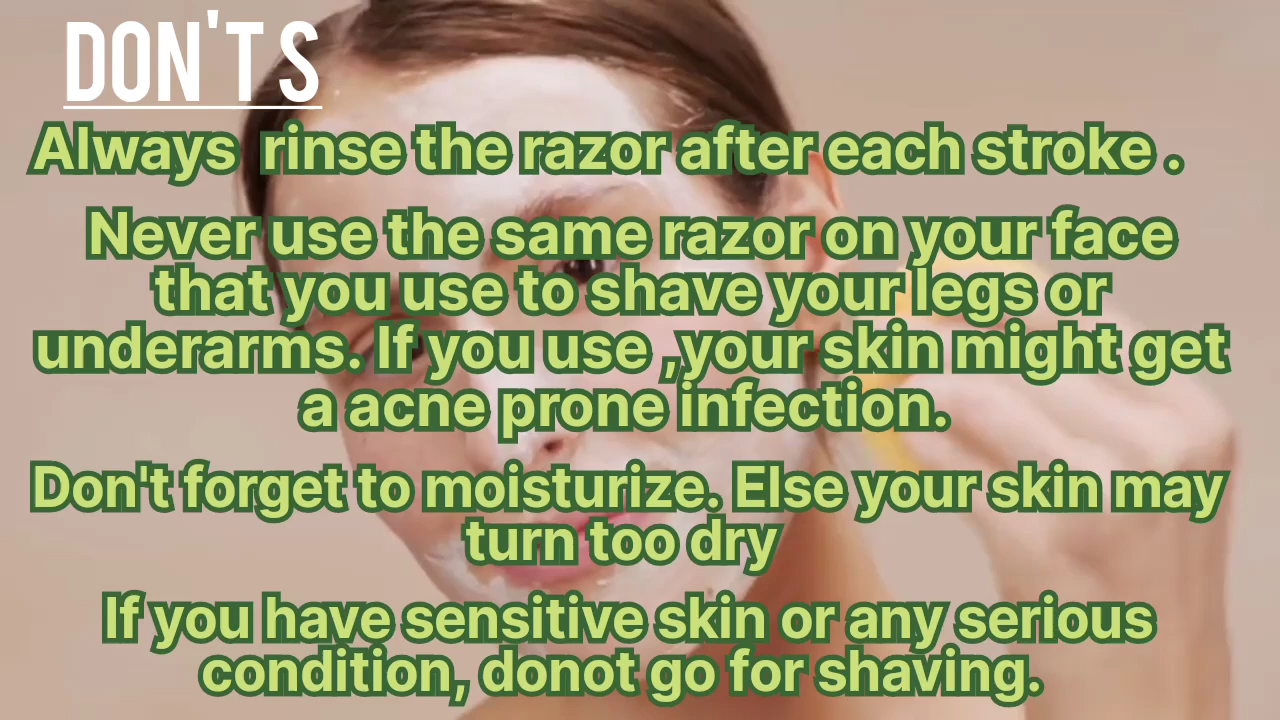 DON'T S
Always rinse the razor after each stroke .
Never use the same razor on your face
that you use to shave your legs or
underarms. If you use ,your skin might get
a acne prone infection.
Don't forget to moisturize. Else your skin may
turn too dry
If you have sensitive skin or any serious
condition, donot go for shaving.